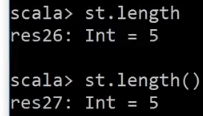 scala> st.length
res26: Int = 5
scala> st.length()
res27: Int = 5